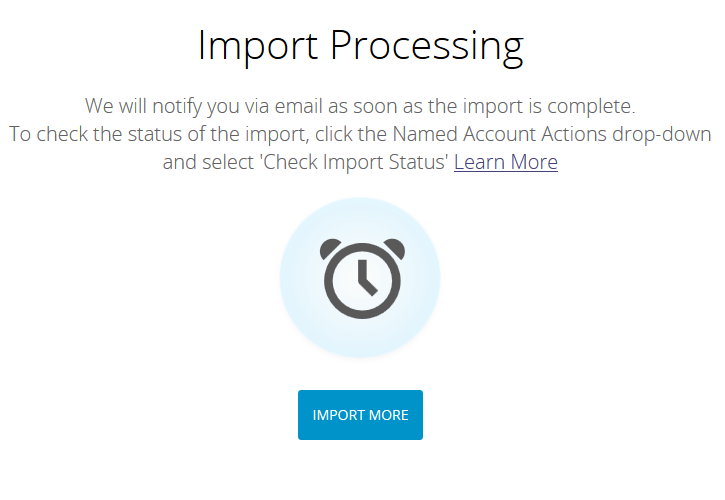 Import Processing
We will notify you via email as soon as the import is complete.
To check the status of the import, click the Named Account Actions drop-down
and select 'Check Import Status' Learn More
IMPORT MORE